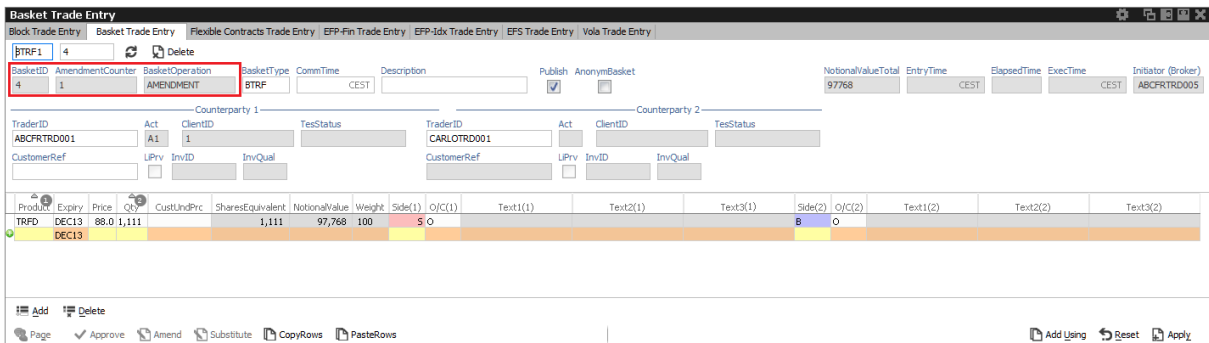 Basket Trade Entry
Block Trade Entry Basket Trade Entry Flexible Contracts Trade Entry EFP-Fin Trade Entry EFP-Idx Trade Entry EFS Trade Entry Vola Trade Entry
BTRF1 4 Delete
BasketID AmendmentCounter BasketOperation BasketType CommTime Description Publish AnonymBasket NotionalValueTotal EntryTime ElapsedTime ExecTime Initiator (Broker)
4 1 AMENDMENT BTRF CEST 97768 CEST CEST ABCFRTRD005
Counterparty 1 Counterparty 2
TraderID Act ClientID TesStatus TraderID Act ClientID TesStatus
ABCFRTRD001 A1 1 CARLOTRD001
CustomerRef LiPrv InvID InvQual CustomerRef LiPrv InvID InvQual
Product 1 Expiry Price Qty 2 CustUndPrc SharesEquivalent NotionalValue Weight Side(1) O/C(1) Text1(1) Text2(1) Text3(1) Side(2) O/C(2) Text1(2) Text2(2) Text3(2)
TRFD DEC13 88.0 1,111 1,111 97,768 100 S O B O
DEC13
Add Delete
Page Approve Amend Substitute CopyRows PasteRows Add Using Reset Apply